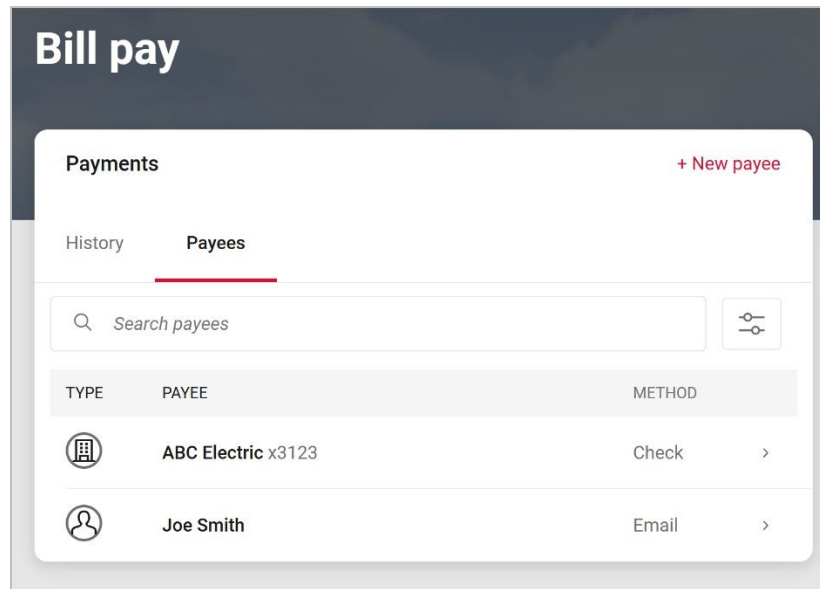 Bill pay
Payments + New payee
History Payees
Search payees
TYPE PAYEE METHOD
ABC Electric x3123 Check
Joe Smith Email